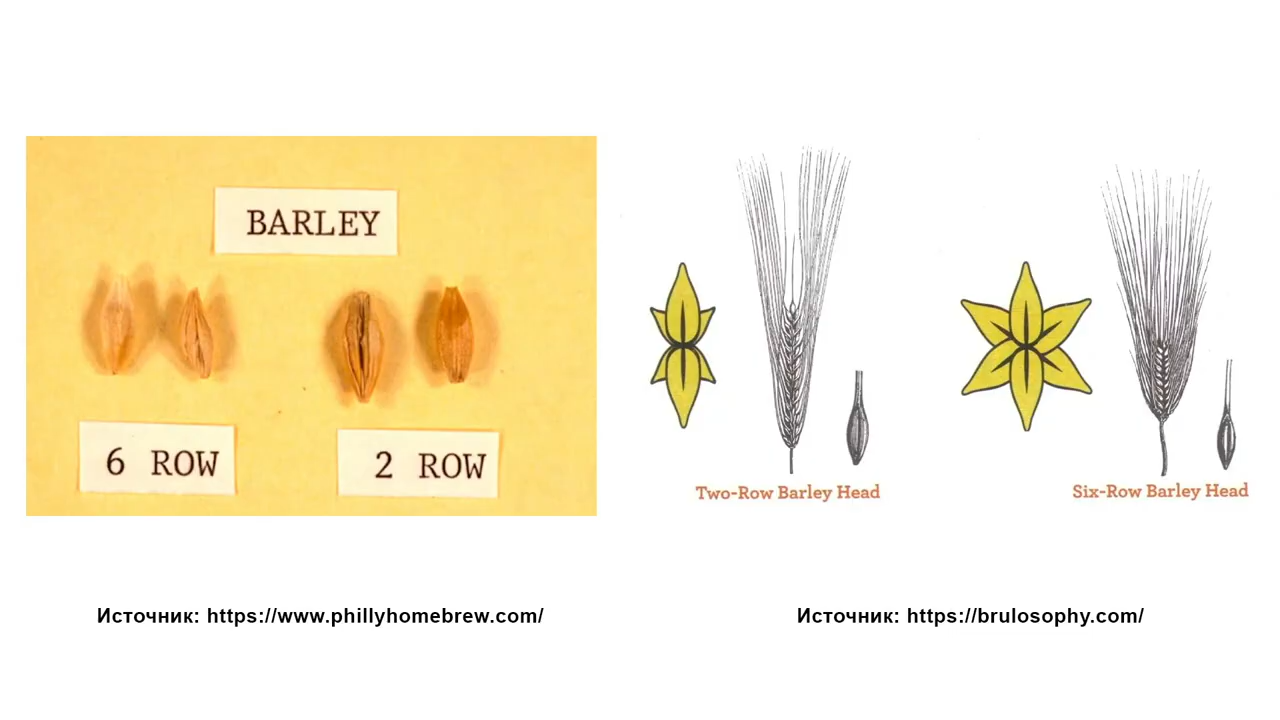 BARLEY
6 ROW
2 ROW
Two-Row Barley Head
Six-Row Barley Head
Источник: https://www.phillyhomebrew.com/
Источник: https://brulosophy.com/